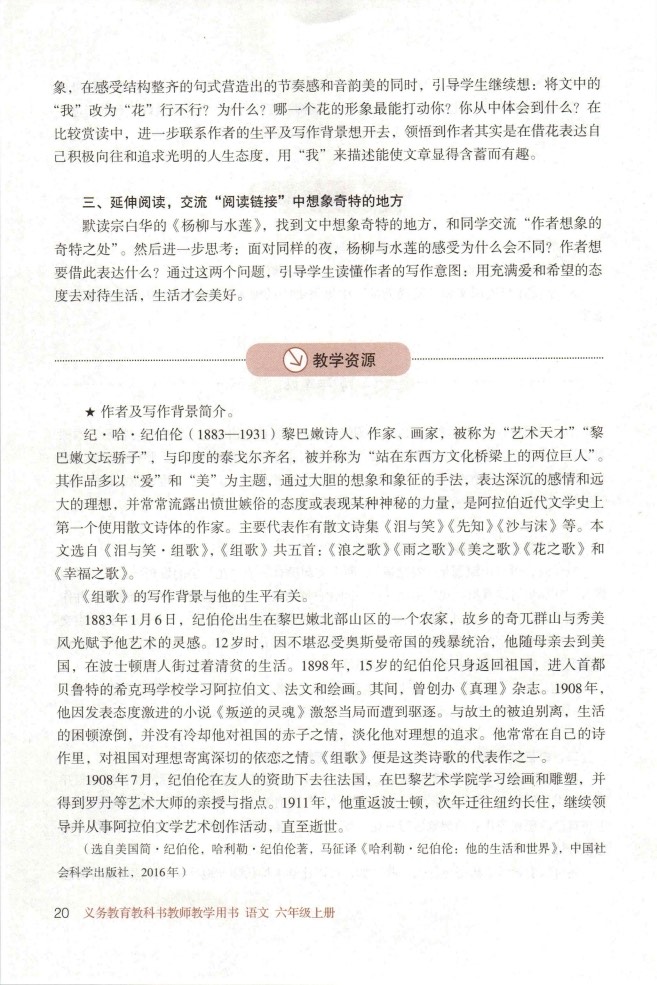 象，在感受结构整齐的句式营造出的节奏感和音韵美的同时，引导学生继续想：将文中的
“我”改为“花”行不行？为什么？哪一个花的形象最能打动你？你从中体会到什么？在
比较赏读中，进一步联系作者的生平及写作背景想开去，领悟到作者其实是在借花表达自
己积极向往和追求光明的人生态度，用“我”来描述能使文章显得含蓄而有趣。
三、延伸阅读，交流“阅读链接”中想象奇特的地方
默读宗白华的《杨柳与水莲》，找到文中想象奇特的地方，和同学交流“作者想象的
奇特之处”。然后进一步思考：面对同样的夜，杨柳与水莲的感受为什么会不同？作者想
要借此表达什么？通过这两个问题，引导学生读懂作者的写作意图：用充满爱和希望的态
度去对待生活，生活才会美好。
教学资源
★ 作者及写作背景简介。
纪·哈·纪伯伦（1883—1931）黎巴嫩诗人、作家、画家，被称为“艺术天才”“黎
巴嫩文坛骄子”，与印度的泰戈尔齐名，被并称为“站在东西方文化桥梁上的两位巨人”。
其作品多以“爱”和“美”为主题，通过大胆的想象和象征的手法，表达深沉的感情和远
大的理想，并常常流露出愤世嫉俗的态度或表现某种神秘的力量，是阿拉伯近代文学史上
第一个使用散文诗体的作家。主要代表作有散文诗集《泪与笑》《先知》《沙与沫》等。本
文选自《泪与笑·组歌》，《组歌》共五首：《浪之歌》《雨之歌》《美之歌》《花之歌》和
《幸福之歌》。
《组歌》的写作背景与他的生平有关。
1883年1月6日，纪伯伦出生在黎巴嫩北部山区的一个农家，故乡的奇兀群山与秀美
风光赋予他艺术的灵感。12岁时，因不堪忍受奥斯曼帝国的残暴统治，他随母亲去到美
国，在波士顿唐人街过着清贫的生活。1898年，15岁的纪伯伦只身返回祖国，进入首都
贝鲁特的希克玛学校学习阿拉伯文、法文和绘画。其间，曾创办《真理》杂志。1908年，
他因发表态度激进的小说《叛逆的灵魂》激怒当局而遭到驱逐。与故土的被迫别离，生活
的困顿潦倒，并没有冷却他对祖国的赤子之情，淡化他对理想的追求。他常常在自己的诗
作里，对祖国对理想寄寓深切的依恋之情。《组歌》便是这类诗歌的代表作之一。
1908年7月，纪伯伦在友人的资助下去往法国，在巴黎艺术学院学习绘画和雕塑，并
得到罗丹等艺术大师的亲授与指点。1911年，他重返波士顿，次年迁往纽约长住，继续领
导并从事阿拉伯文学艺术创作活动，直至逝世。
（选自美国简·纪伯伦，哈利勒·纪伯伦著，马征译《哈利勒·纪伯伦：他的生活和世界》，中国社
会科学出版社，2016年）
20 义务教育教科书教师教学用书 语文 六年级上册